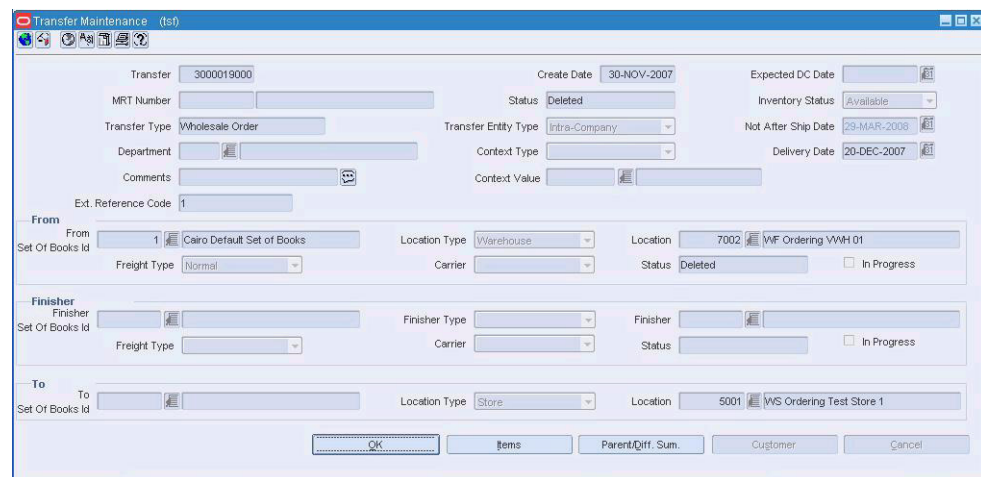 Transfer Maintenance (tsf)
Transfer 3000019000 Create Date 30-NOV-2007 Expected DC Date
MRT Number Status Deleted Inventory Status Available
Transfer Type Wholesale Order Transfer Entity Type Intra-Company Not After Ship Date 29-MAR-2008
Department Context Type Delivery Date 20-DEC-2007
Comments Context Value
Ext. Reference Code 1
From
From Set Of Books Id 1 Cairo Default Set of Books Location Type Warehouse Location 7002 WF Ordering VWH 01
Freight Type Normal Carrier Status Deleted In Progress
Finisher
Finisher Set Of Books Id Finisher Type Finisher
Freight Type Carrier Status In Progress
To
To Set Of Books Id Location Type Store Location 5001 WS Ordering Test Store 1
OK Items Parent/Diff. Sum. Customer Cancel